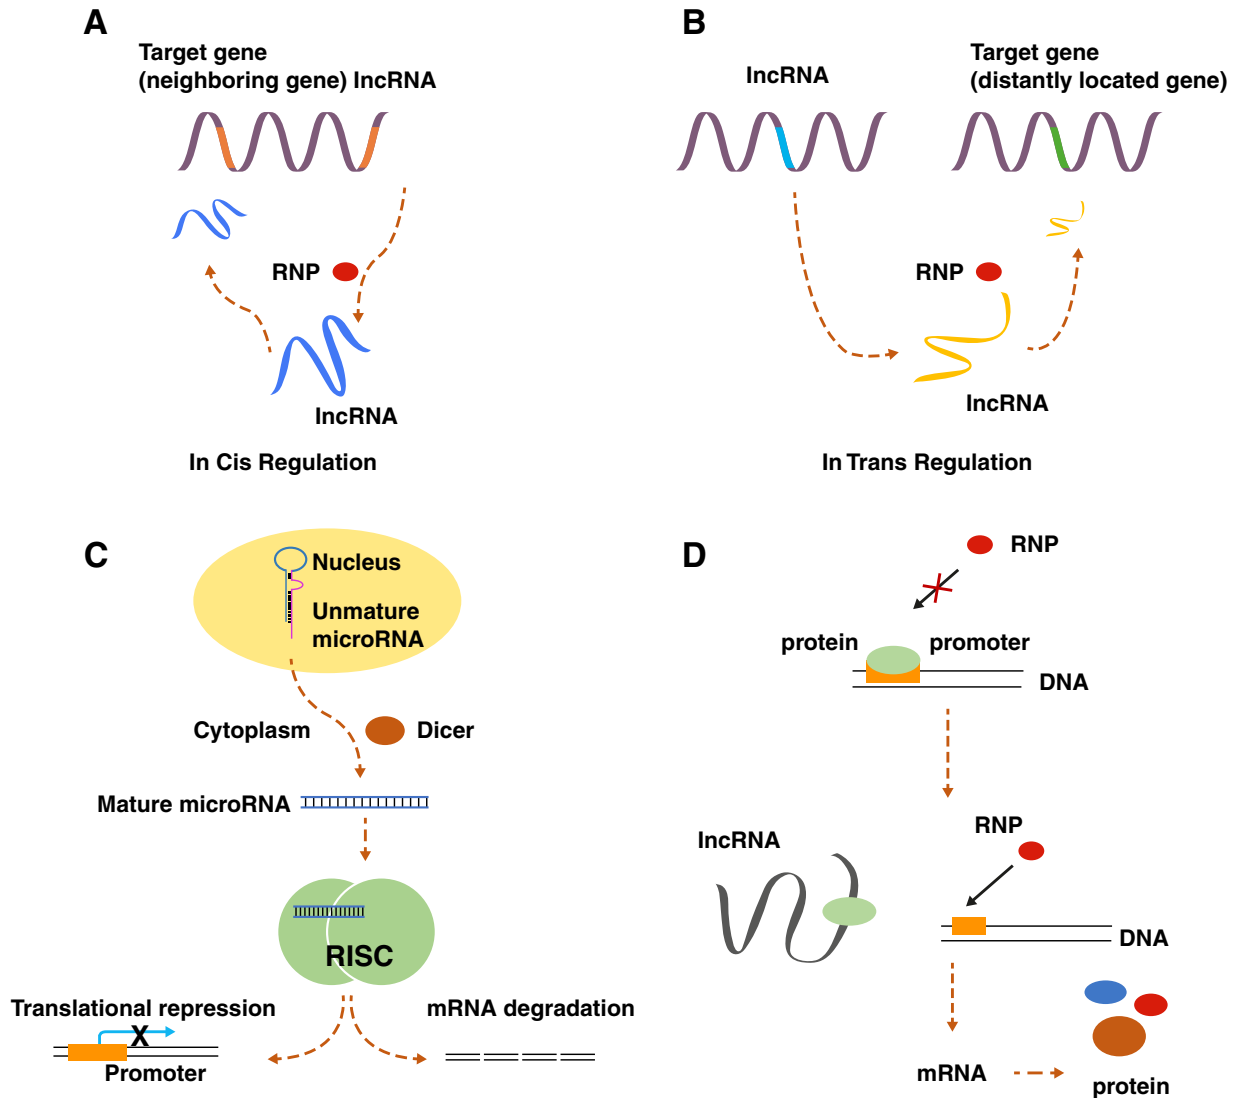 A
Target gene
(neighboring gene) lncRNA
RNP
lncRNA
In Cis Regulation
B
lncRNA
Target gene
(distantly located gene)
RNP
lncRNA
In Trans Regulation
C
Nucleus
Unmature
microRNA
Cytoplasm
Dicer
Mature microRNA
RISC
Translational repression
X
Promoter
mRNA degradation
D
RNP
protein
promoter
DNA
lncRNA
RNP
DNA
mRNA
protein